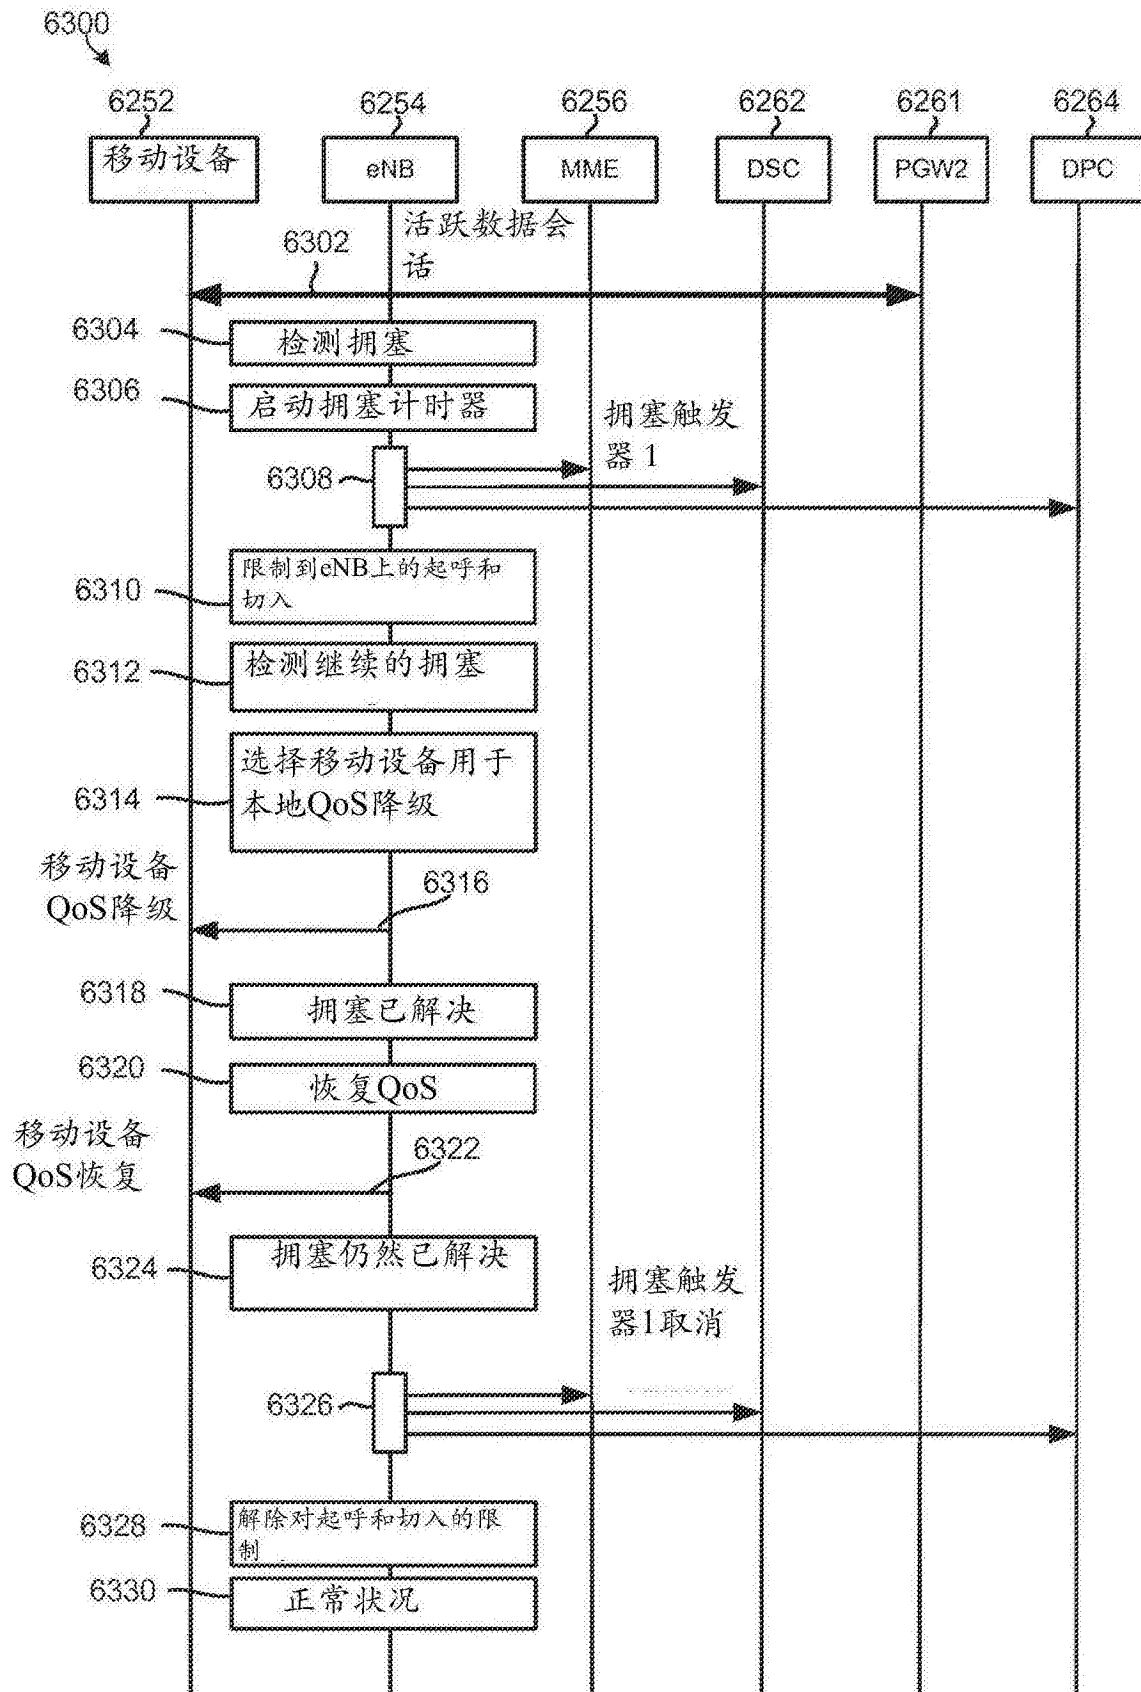 6300
6252
6254
6256
6262
6261
6264
移动设备
eNB
MME
DSC
PGW2
DPC
活跃数据会
话
6302
6304
检测拥塞
6306
启动拥塞计时器
拥塞触发
器 1
6308
6310
限制到eNB上的起呼和
切入
6312
检测继续的拥塞
6314
选择移动设备用于
本地QoS降级
移动设备
QoS降级
6316
6318
拥塞已解决
6320
恢复QoS
移动设备
QoS恢复
6322
6324
拥塞仍然已解决
拥塞触发
器1取消
6326
6328
解除对起呼和切入的限
制
6330
正常状况